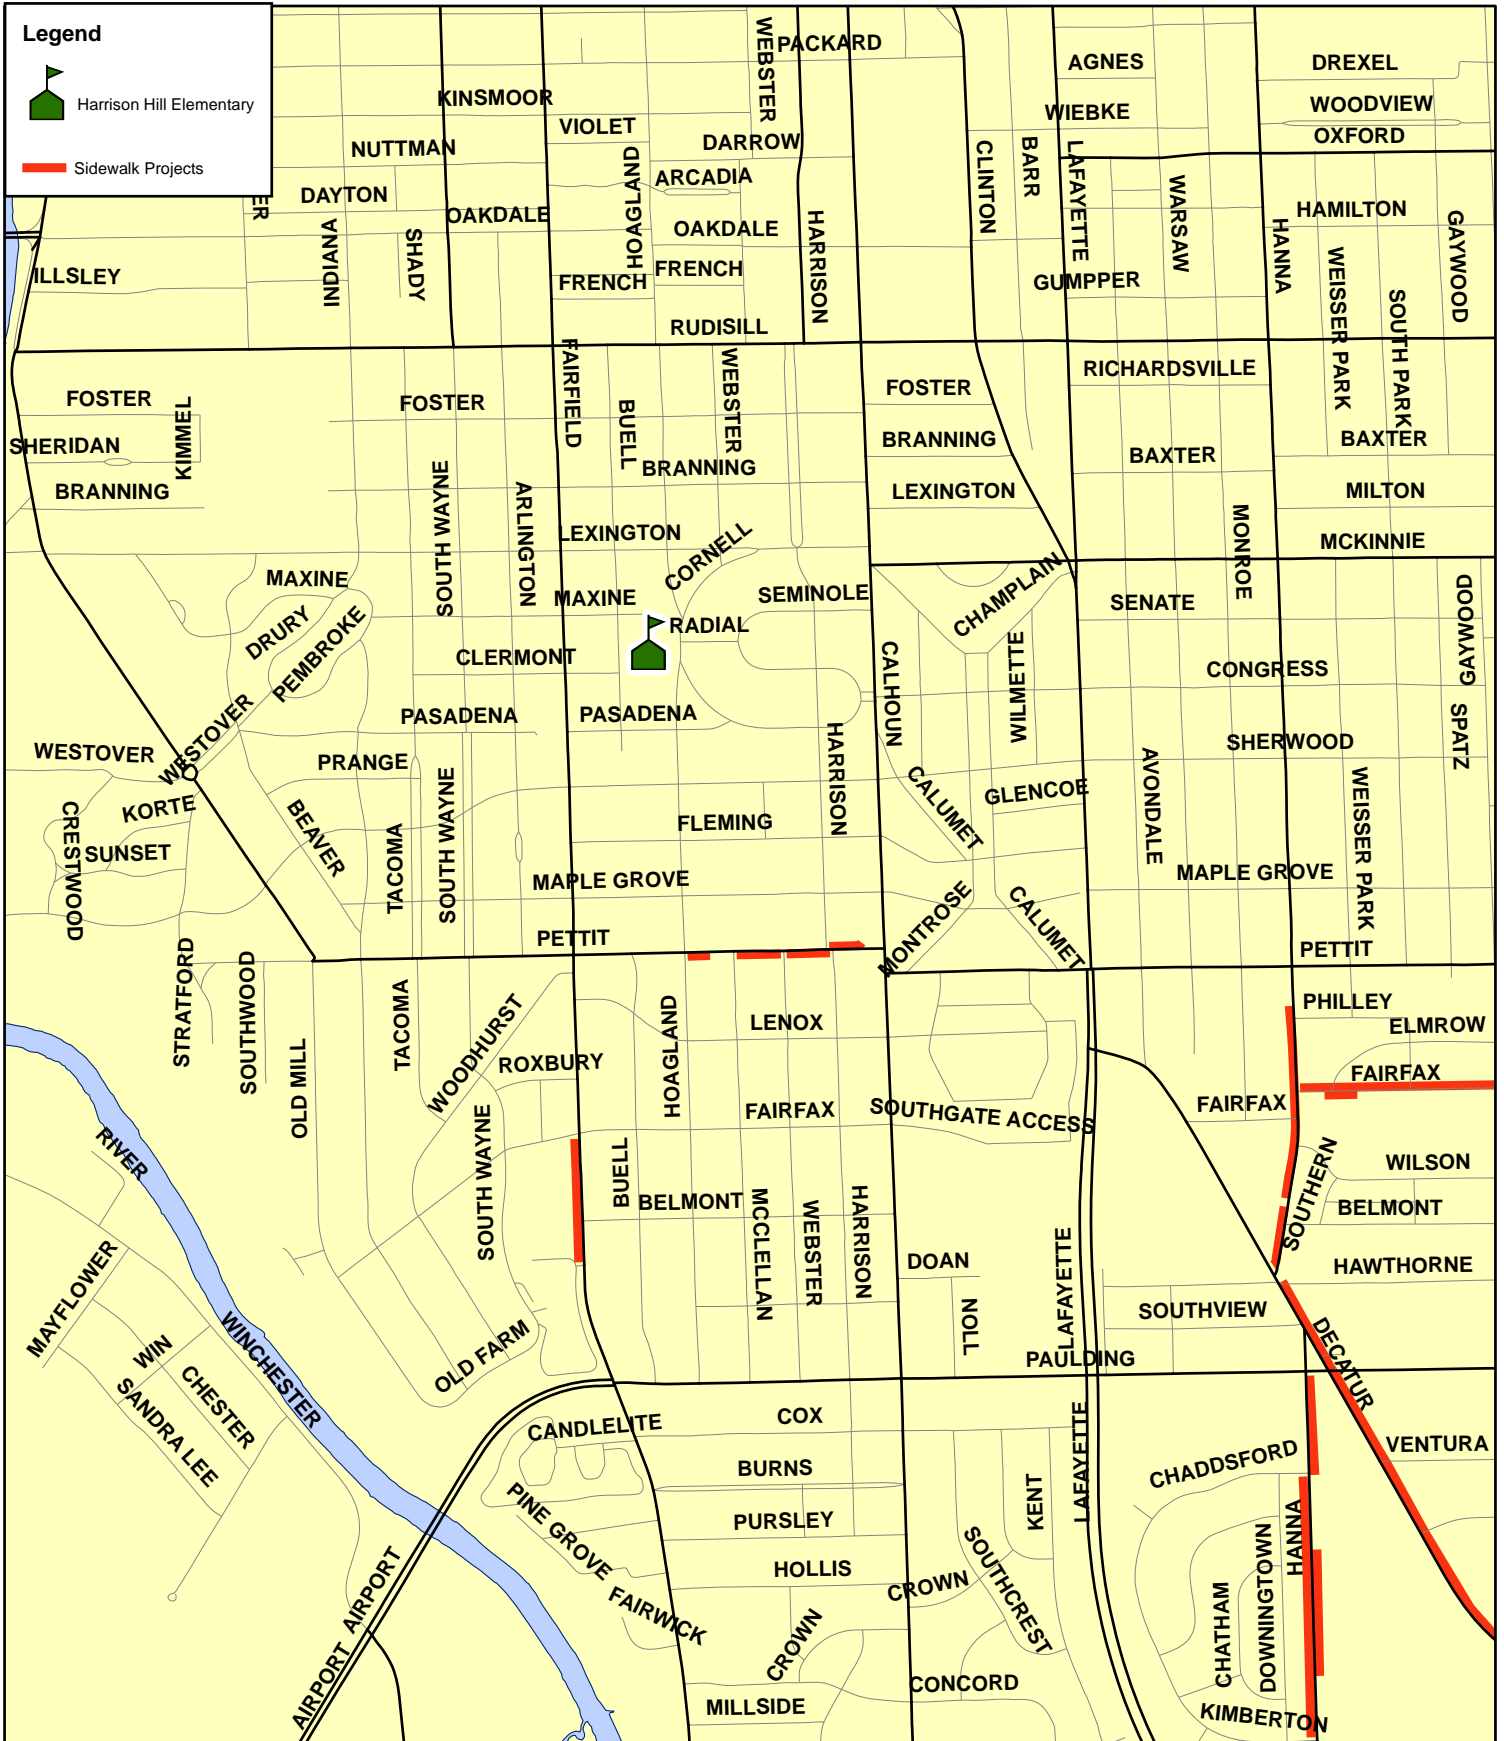 Legend
Harrison Hill Elementary
Sidewalk Projects
WEBSTER
PACKARD
AGNES
DREXEL
KINSMOOR
WIEBKE
WOODVIEW
VIOLET
OXFORD
NUTTMAN
DARROW
HOAGLAND
CLINTON
BARR
LAFAYETTE
ARCADIA
WARSAW
DAYTON
ER
OAKDALE
HAMILTON
INDIANA
SHADY
OAKDALE
HARRISON
HANNA
GAYWOOD
ILLSLEY
FRENCH
FRENCH
GUMPPER
WEISSER PARK
SOUTH PARK
RUDISILL
FAIRFIELD
WEBSTER
RICHARDSVILLE
FOSTER
KIMMEL
FOSTER
BUELL
FOSTER
SHERIDAN
BRANNING
BAXTER
BRANNING
BAXTER
BRANNING
SOUTH WAYNE
ARLINGTON
LEXINGTON
MILTON
LEXINGTON
MONROE
MCKINNIE
CORNELL
MAXINE
MAXINE
SEMINOLE
CHAMPLAIN
SENATE
GAYWOOD
DRURY
PEMBROKE
RADIAL
CLERMONT
CALHOUN
WILMETTE
CONGRESS
WESTOVER
PASADENA
PASADENA
HARRISON
SHERWOOD
SPATZ
WESTOVER
PRANGE
AVONDALE
CRESTWOOD
KORTE
BEAVER
SOUTH WAYNE
CALUMET
GLENCOE
WEISSER PARK
SUNSET
TACOMA
FLEMING
MAPLE GROVE
MAPLE GROVE
MONTROSE
CALUMET
PETTIT
PETTIT
STRATFORD
SOUTHWOOD
TACOMA
WOODHURST
HOAGLAND
PHILLEY
LENOX
ELMROW
OLD MILL
ROXBURY
FAIRFAX
FAIRFAX
SOUTHGATE ACCESS
FAIRFAX
RIVER
SOUTH WAYNE
BUELL
SOUTHERN
WILSON
BELMONT
MCCLELLAN
WEBSTER
HARRISON
BELMONT
MAYFLOWER
DOAN
LAFAYETTE
HAWTHORNE
NOLL
SOUTHVIEW
WINCHESTER
WIN
CHESTER
OLD FARM
PAULDING
DECATUR
SANDRA LEE
CANDLELITE
COX
LAFAYETTE
VENTURA
CHADDSFORD
BURNS
KENT
PINE GROVE
PURSLEY
HANNA
DOWNNGTOWN
HOLLIS
CROWN
SOUTHCREST
AIRPORT
FAIRWICK
CROWN
CHATHAM
AIRPORT
CONCORD
MILLSIDE
KIMBERTON